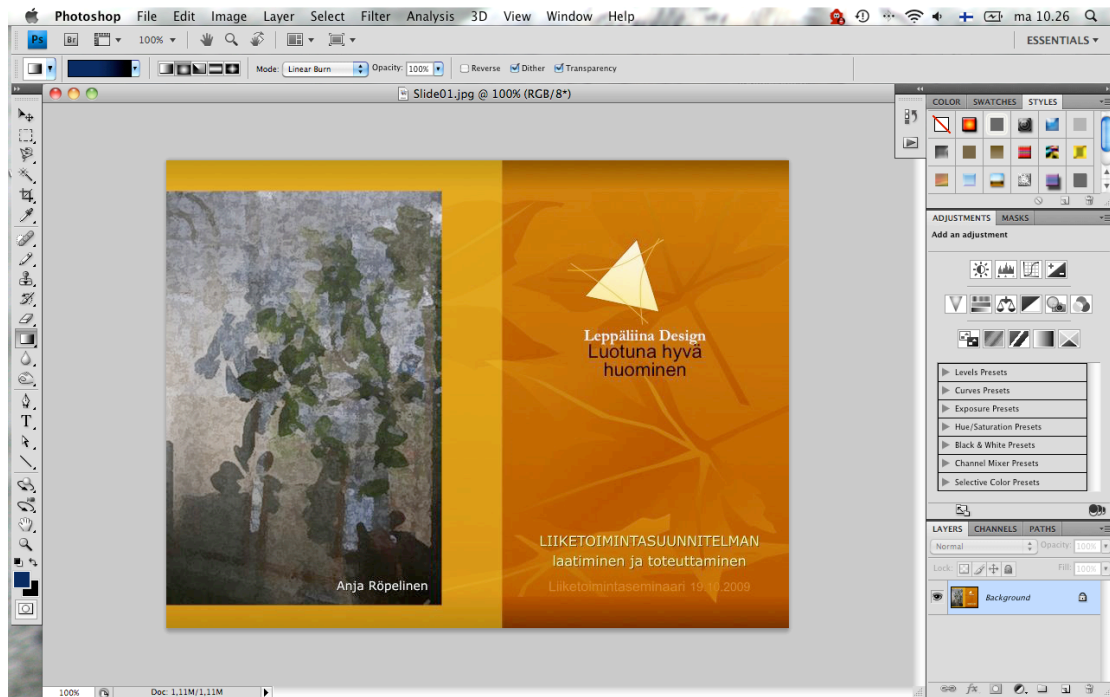 Photoshop File Edit Image Layer Select Filter Analysis 3D View Window Help ma 10.26
Ps Br 100% ESSENTIALS
Mode: Linear Burn Opacity: 100% Reverse Dither Transparency
Slide01.jpg @ 100% (RGB/8*)
COLOR SWATCHES STYLES
ADJUSTMENTS MASKS
Add an adjustment
Leppäliina Design
Luotuna hyvä
huominen
Levels Presets
Curves Presets
Exposure Presets
Hue/Saturation Presets
Black & White Presets
Channel Mixer Presets
Selective Color Presets
LIIKETOIMINTASUUNNITELMAN
laatiminen ja toteuttaminen
Anja Röpelinen
Liiketoimintaseminaari 19.10.2009
LAYERS CHANNELS PATHS
Normal Opacity: 100%
Lock: Fill: 100%
Background
100% Doc: 1,11M/1,11M